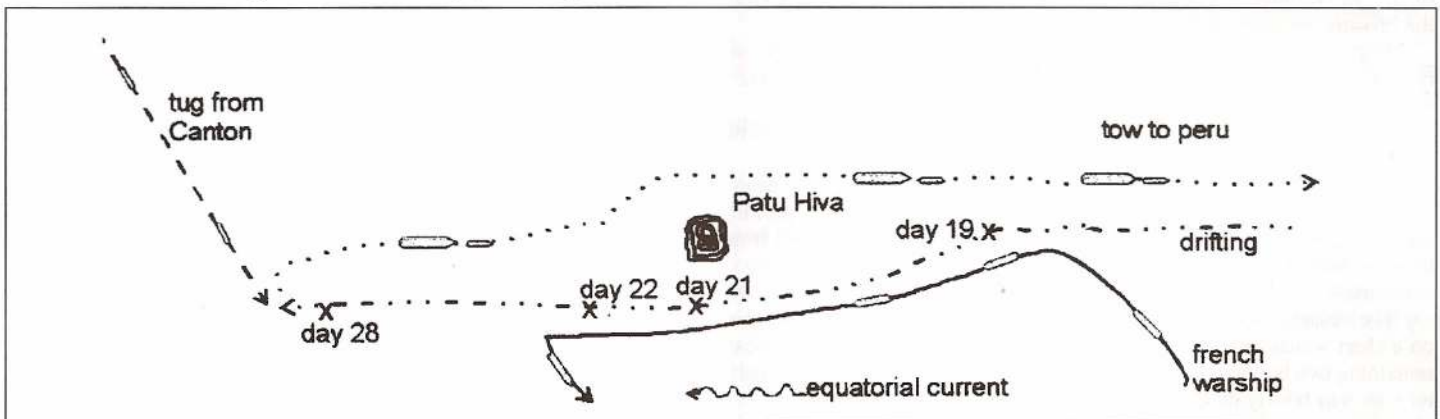 tug from
Canton
tow to peru
Patu Hiva
day 19
drifting
day 22
day 21
day 28
french
warship
equatorial current